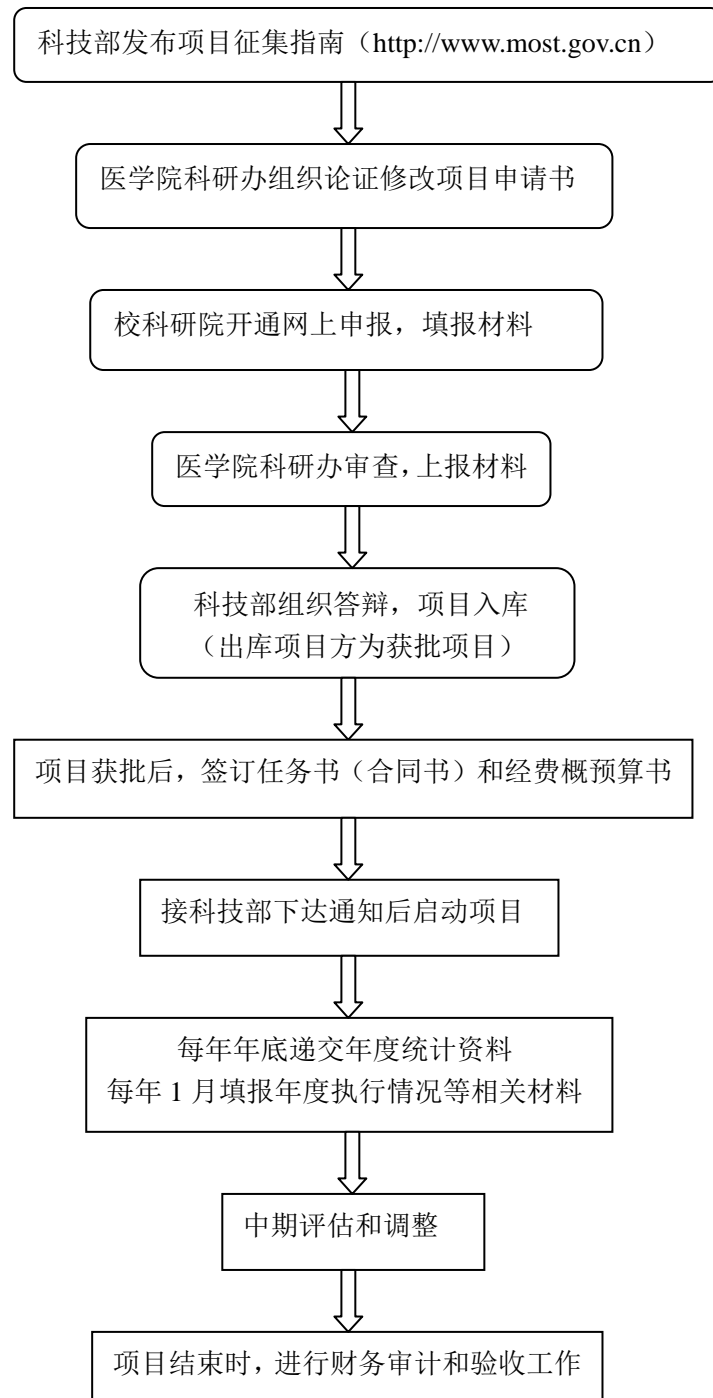 科技部发布项目征集指南（http://www.most.gov.cn）
医学院科研办组织论证修改项目申请书
校科研院开通网上申报，填报材料
医学院科研办审查，上报材料
科技部组织答辩，项目入库
（出库项目方为获批项目）
项目获批后，签订任务书（合同书）和经费概预算书
接科技部下达通知后启动项目
每年年底递交年度统计资料
每年 1 月填报年度执行情况等相关材料
中期评估和调整
项目结束时，进行财务审计和验收工作